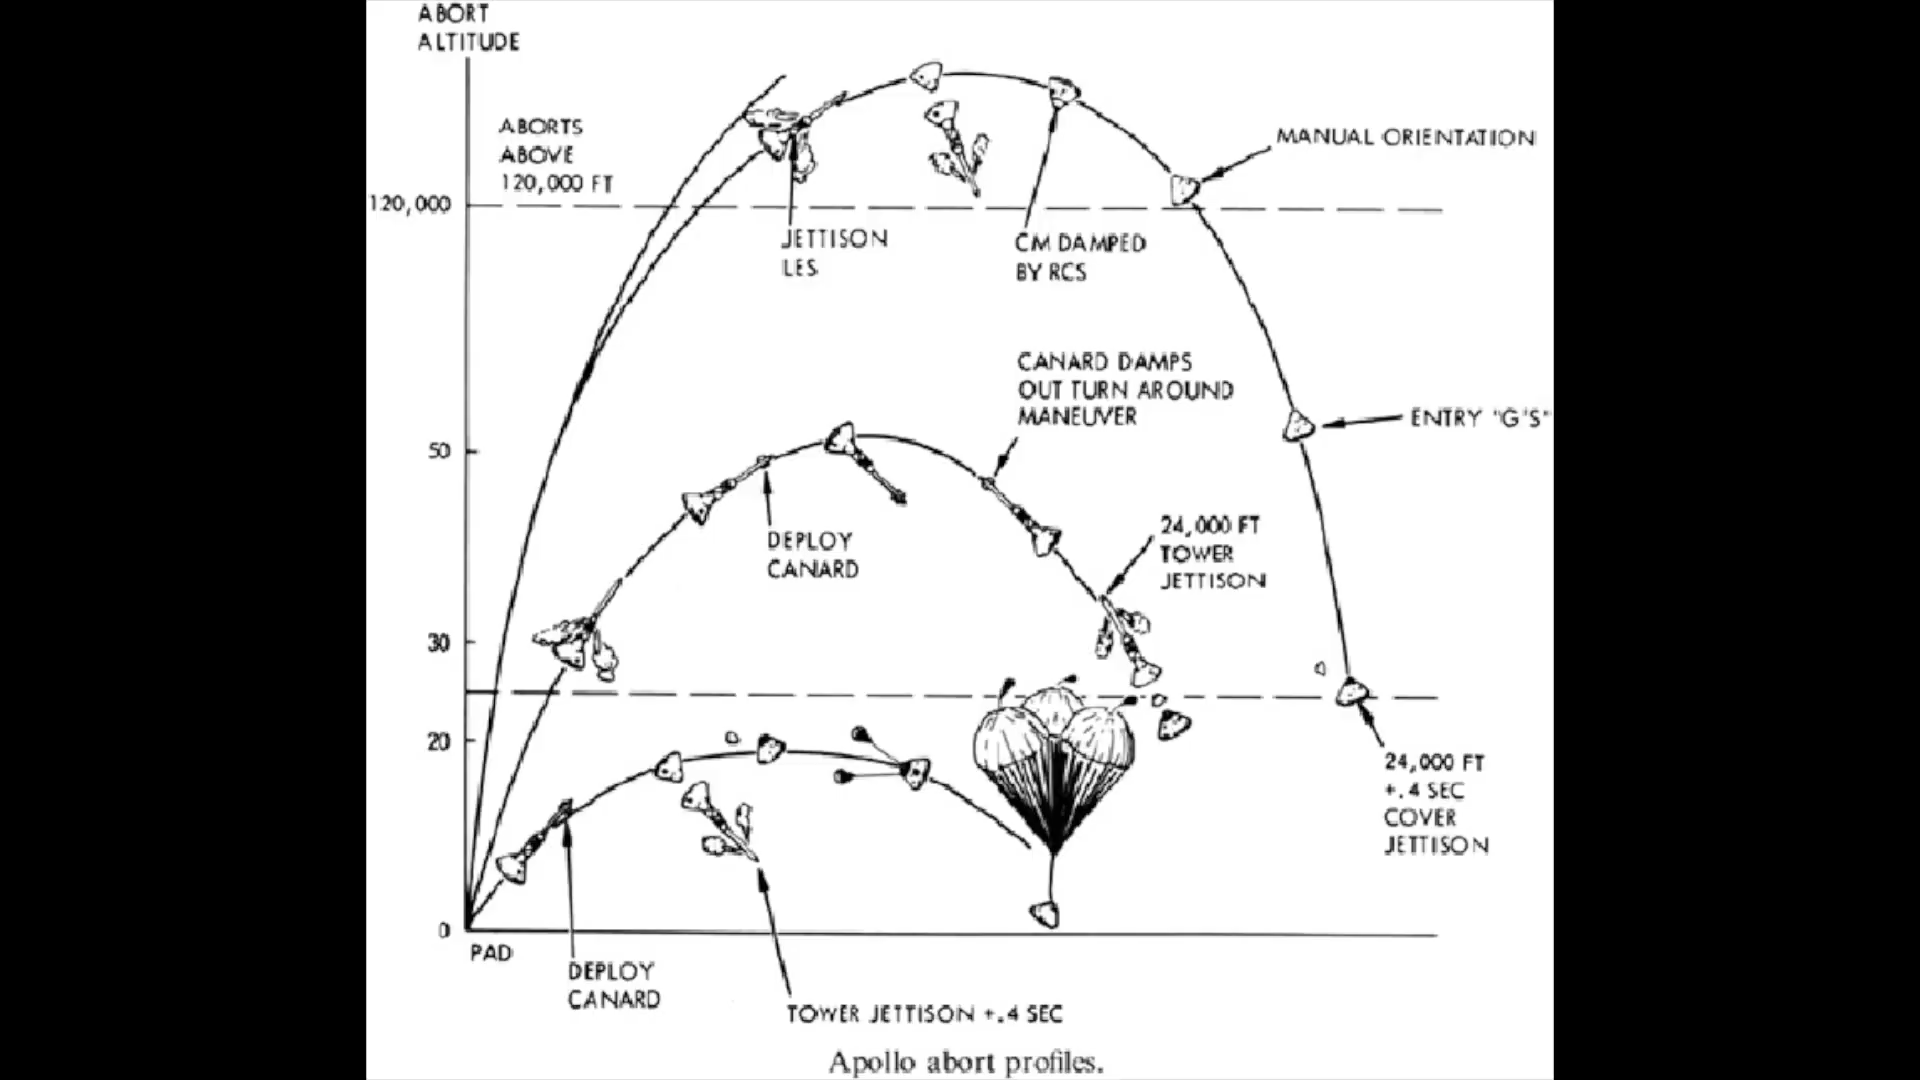 ABORT
ALTITUDE
ABORTS
ABOVE
120,000 FT
MANUAL ORIENTATION
120,000
JETTISON
LES
CM DAMPED
BY RCS
CANARD DAMPS
OUT TURN AROUND
MANEUVER
ENTRY "G'S"
50
DEPLOY
CANARD
24,000 FT
TOWER
JETTISON
30
20
24,000 FT
+.4 SEC
COVER
JETTISON
0
PAD
DEPLOY
CANARD
TOWER JETTISON +.4 SEC
Apollo abort profiles.